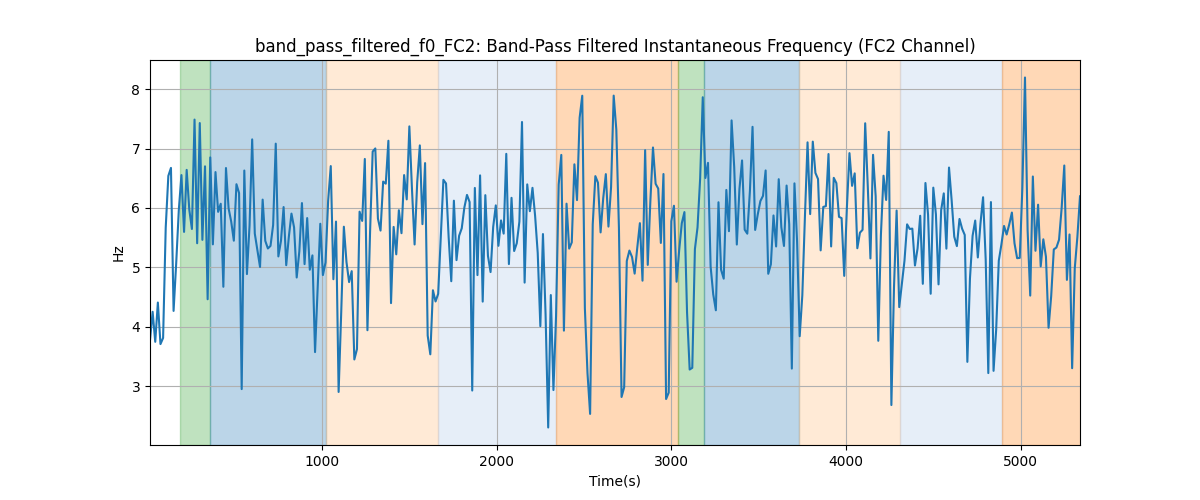 band_pass_filtered_f0_FC2: Band-Pass Filtered Instantaneous Frequency (FC2 Channel)
8
7
6
5
4
3
Hz
1000 2000 3000 4000 5000
Time(s)